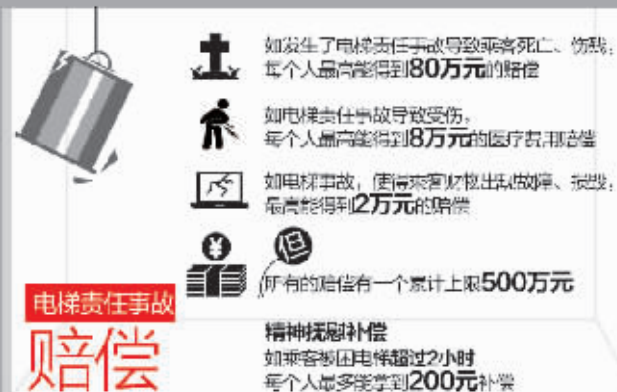 如发生了电梯责任事故导致乘客死亡、伤残，
每个人最高能得到80万元的赔偿
如电梯责任事故导致受伤，
每个人最高能得到8万元的医疗费用赔偿
如电梯事故，使得乘客财物出现故障、损毁，
最高能得到2万元的赔偿
¥
但
所有的赔偿有一个累计上限500万元
电梯责任事故
赔偿
精神抚慰补偿
如乘客被困电梯超过2小时
每个人最多能拿到200元补偿